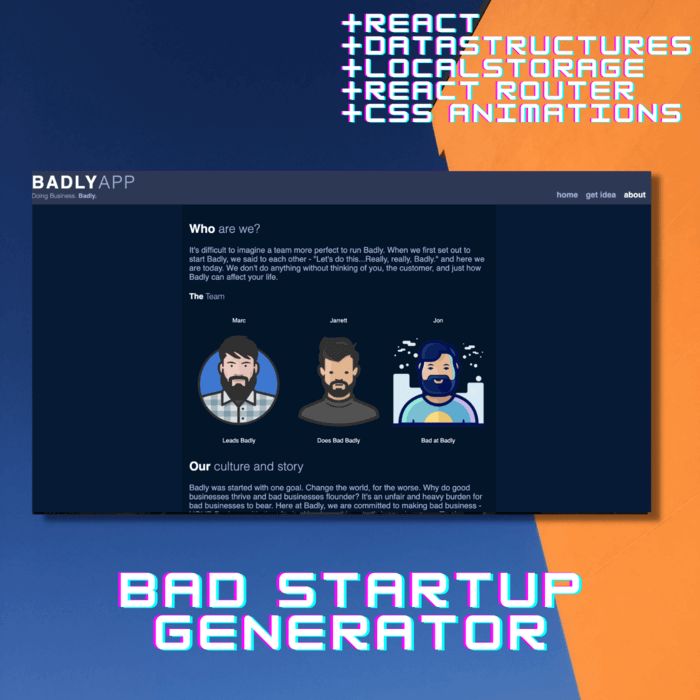 +REACT
+DATASTRUCTURES
+LOCALSTORAGE
+REACT ROUTER
+CSS ANIMATIONS
BADLYAPP
Doing Business. Badly.
home get idea about
Who are we?
It's difficult to imagine a team more perfect to run Badly. When we first set out to
start Badly, we said to each other - "Let's do this...Really, really, Badly." and here we
are today. We don't do anything without thinking of you, the customer, and just how
Badly can affect your life.
The Team
Marc Jarrett Jon
Leads Badly Does Bad Badly Bad at Badly
Our culture and story
Badly was started with one goal. Change the world, for the worse. Why do good
businesses thrive and bad businesses flounder? It's an unfair and heavy burden for
bad businesses to bear. Here at Badly, we are committed to making bad business -
BAD STARTUP
GENERATOR